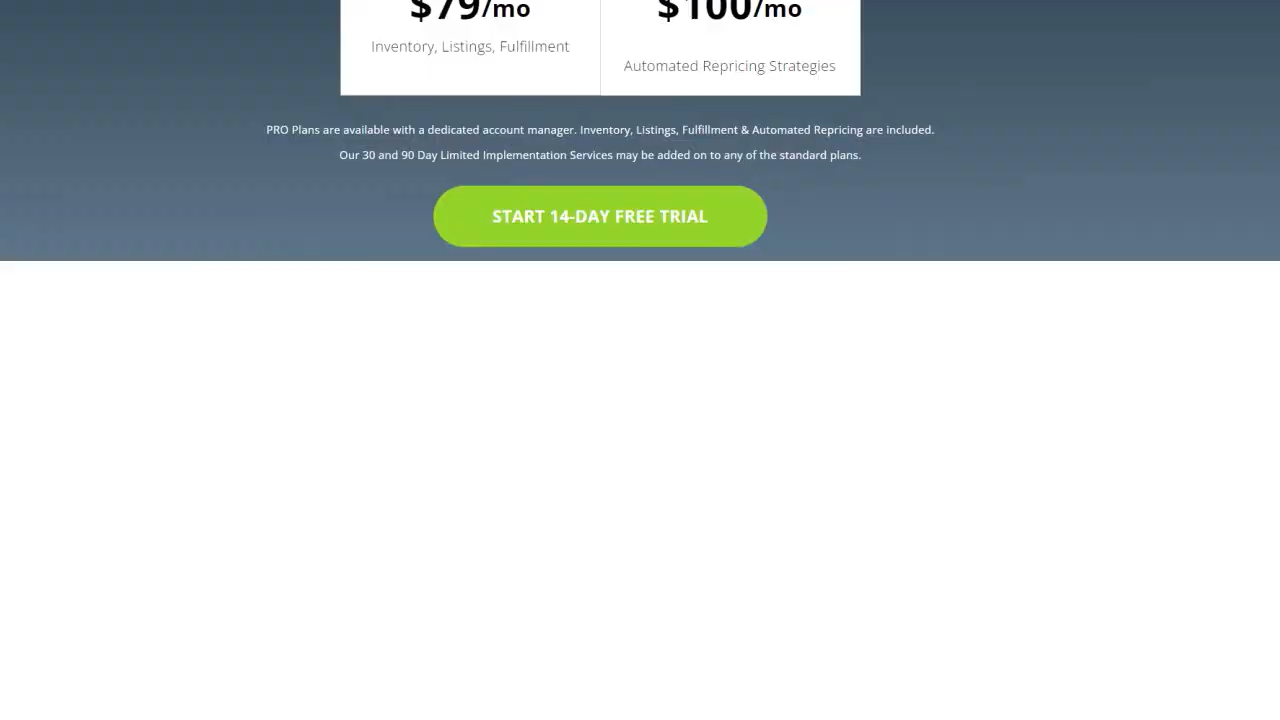 $79/mo
$100/mo
Inventory, Listings, Fulfillment
Automated Repricing Strategies
PRO Plans are available with a dedicated account manager. Inventory, Listings, Fulfillment & Automated Repricing are included.
Our 30 and 90 Day Limited Implementation Services may be added on to any of the standard plans.
START 14-DAY FREE TRIAL